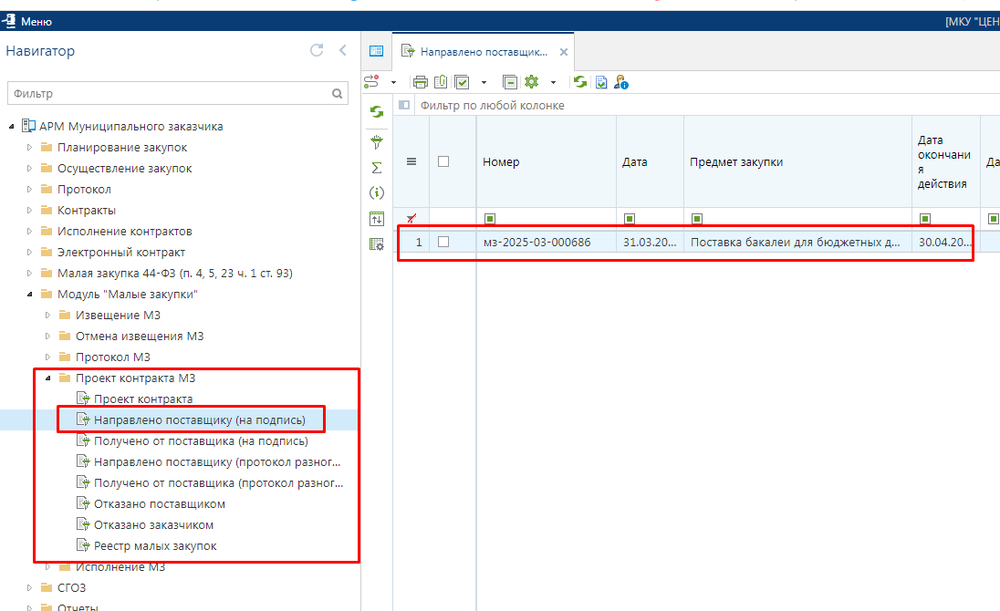 Меню
[МКУ "ЦЕН
Навигатор
Направлено поставщик...
Фильтр
Фильтр по любой колонке
АРМ Муниципального заказчика
Планирование закупок
Осуществление закупок
Протокол
Контракты
Исполнение контрактов
Электронный контракт
Малая закупка 44-ФЗ (п. 4, 5, 23 ч. 1 ст. 93)
Модуль "Малые закупки"
Извещение МЗ
Отмена извещения МЗ
Протокол МЗ
Проект контракта МЗ
Проект контракта
Направлено поставщику (на подпись)
Получено от поставщика (на подпись)
Направлено поставщику (протокол разног...
Получено от поставщика (протокол разног...
Отказано поставщиком
Отказано заказчиком
Реестр малых закупок
Исполнение МЗ
СГОЗ
Отчеты
Номер
Дата
Предмет закупки
Дата
окончани
я
действия
Да
1 мз-2025-03-000686 31.03.20... Поставка бакалеи для бюджетных д... 30.04.20...